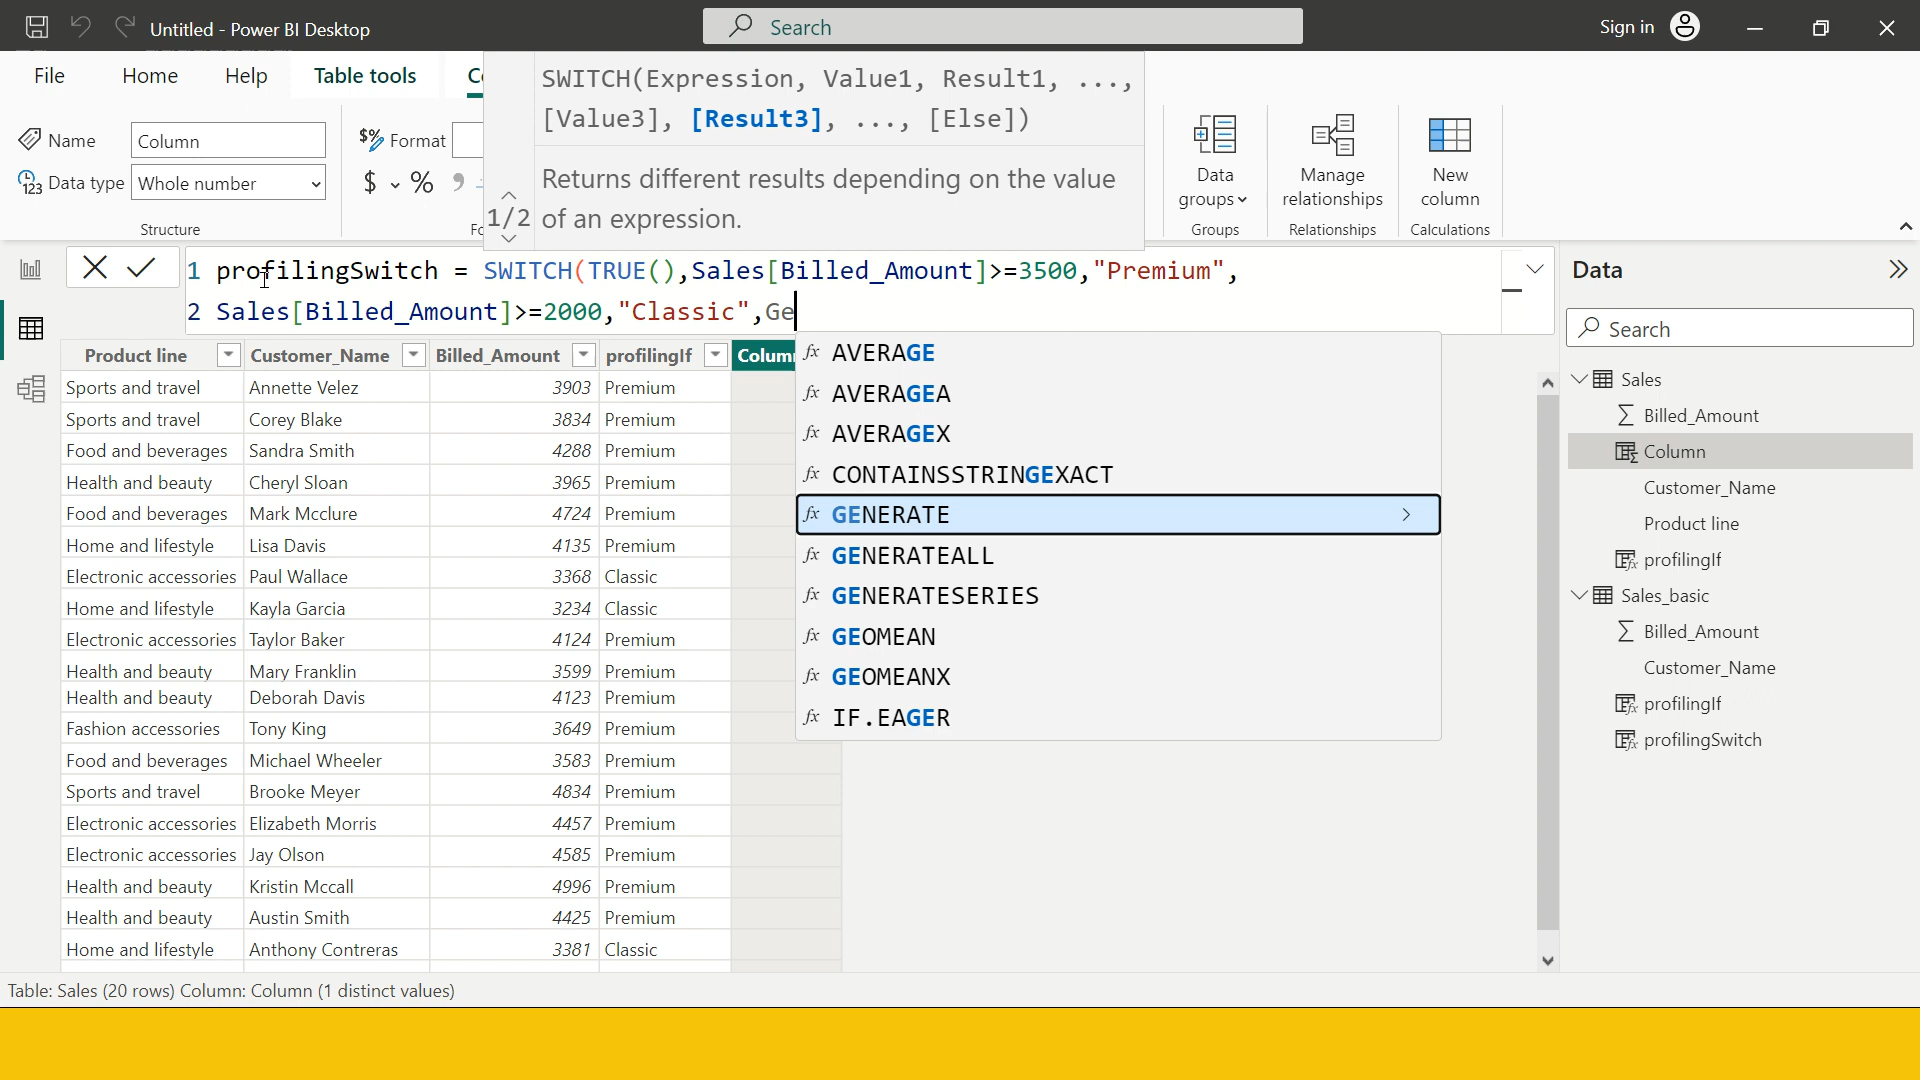 Untitled - Power BI Desktop
Search
Sign in
File
Home
Help
Table tools
SWITCH(Expression, Value1, Result1, ...,
[Value3], [Result3], ..., [Else])
Returns different results depending on the value
of an expression.
1/2
Name
Column
Format
Data type
Whole number
$ % 
Structure
Data
groups
Groups
Manage
relationships
Relationships
New
column
Calculations
1 profilingSwitch = SWITCH(TRUE(),Sales[Billed_Amount]>=3500,"Premium",
2 Sales[Billed_Amount]>=2000,"Classic",Ge
AVERAGE
AVERAGEA
AVERAGEX
CONTAINSSTRINGEXACT
GENERATE
GENERATEALL
GENERATESERIES
GEOMEAN
GEOMEANX
IF.EAGER
Product line Customer_Name Billed_Amount profilingIf Colum
Sports and travel Annette Velez 3903 Premium
Sports and travel Corey Blake 3834 Premium
Food and beverages Sandra Smith 4288 Premium
Health and beauty Cheryl Sloan 3965 Premium
Food and beverages Mark Mcclure 4724 Premium
Home and lifestyle Lisa Davis 4135 Premium
Electronic accessories Paul Wallace 3368 Classic
Home and lifestyle Kayla Garcia 3234 Classic
Electronic accessories Taylor Baker 4124 Premium
Health and beauty Mary Franklin 3599 Premium
Health and beauty Deborah Davis 4123 Premium
Fashion accessories Tony King 3649 Premium
Food and beverages Michael Wheeler 3583 Premium
Sports and travel Brooke Meyer 4834 Premium
Electronic accessories Elizabeth Morris 4457 Premium
Electronic accessories Jay Olson 4585 Premium
Health and beauty Kristin Mccall 4996 Premium
Health and beauty Austin Smith 4425 Premium
Home and lifestyle Anthony Contreras 3381 Classic
Data
Search
Sales
Billed_Amount
Column
Customer_Name
Product line
profilingIf
Sales_basic
Billed_Amount
Customer_Name
profilingIf
profilingSwitch
Table: Sales (20 rows) Column: Column (1 distinct values)